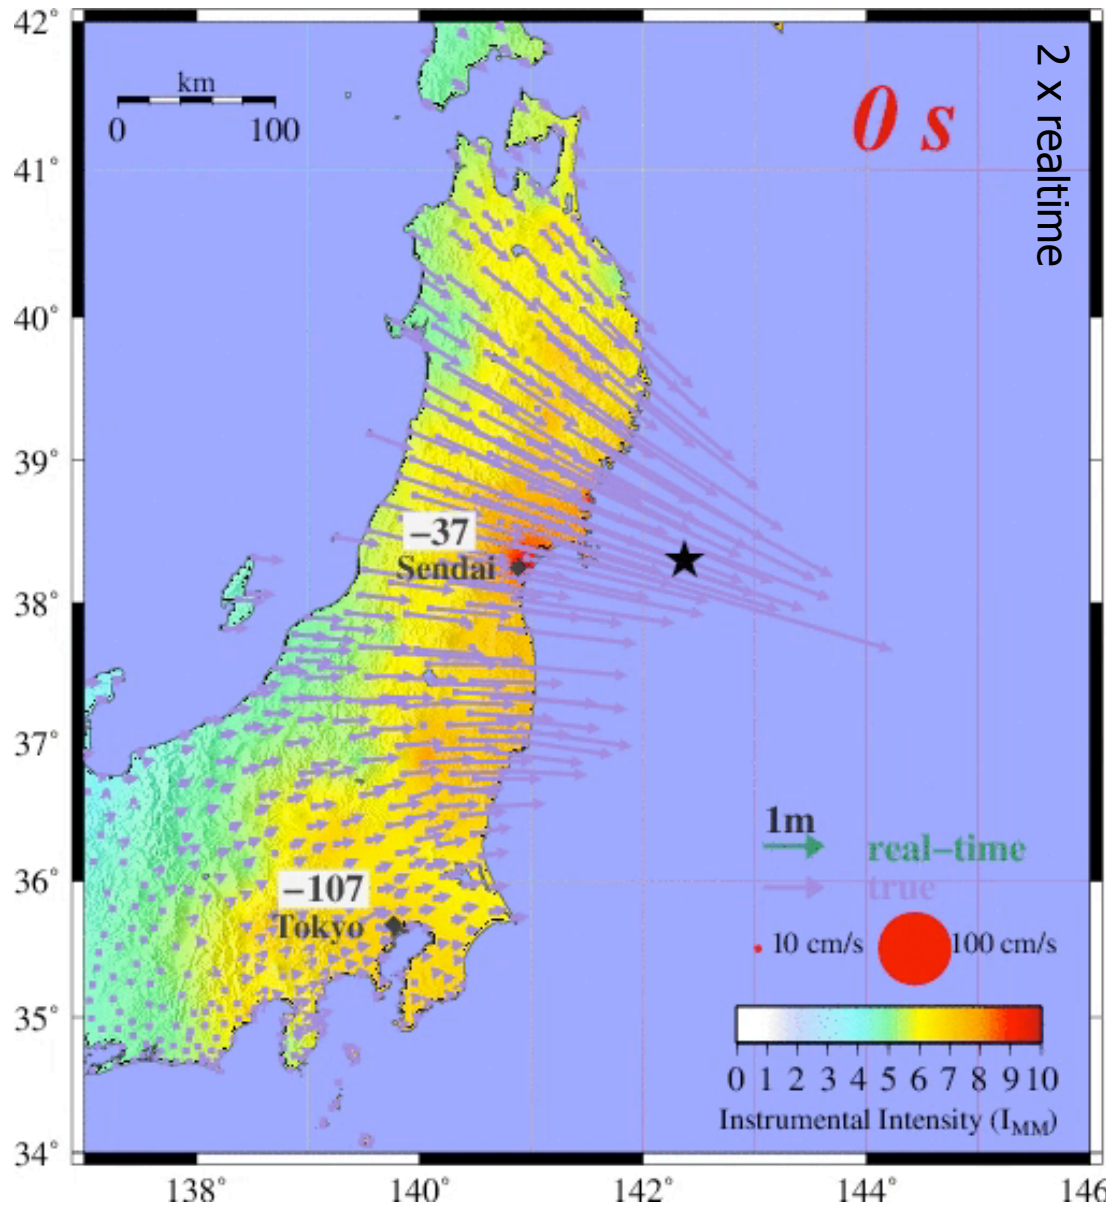 42°
km
0 100
0 s
2 x realtime
41°
40°
39°
−37
Sendai
38°
37°
1m
real−time
true
36°
−107
Tokyo
10 cm/s 100 cm/s
35°
0 1 2 3 4 5 6 7 8 9 10
Instrumental Intensity (IMM)
34°
138° 140° 142° 144° 146